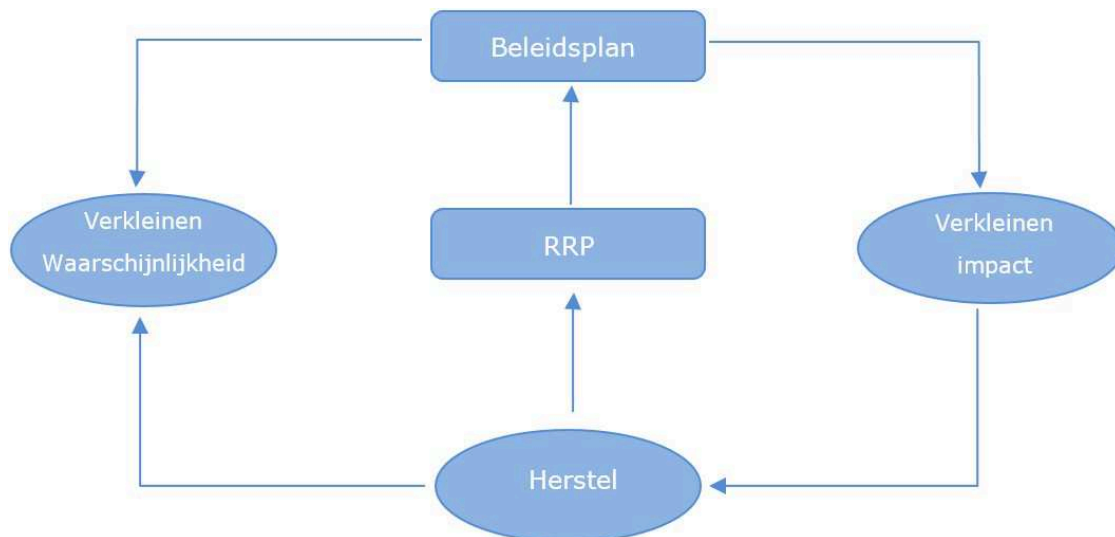 Beleidsplan
Verkleinen
Waarschijnlijkheid
RRP
Verkleinen
impact
Herstel